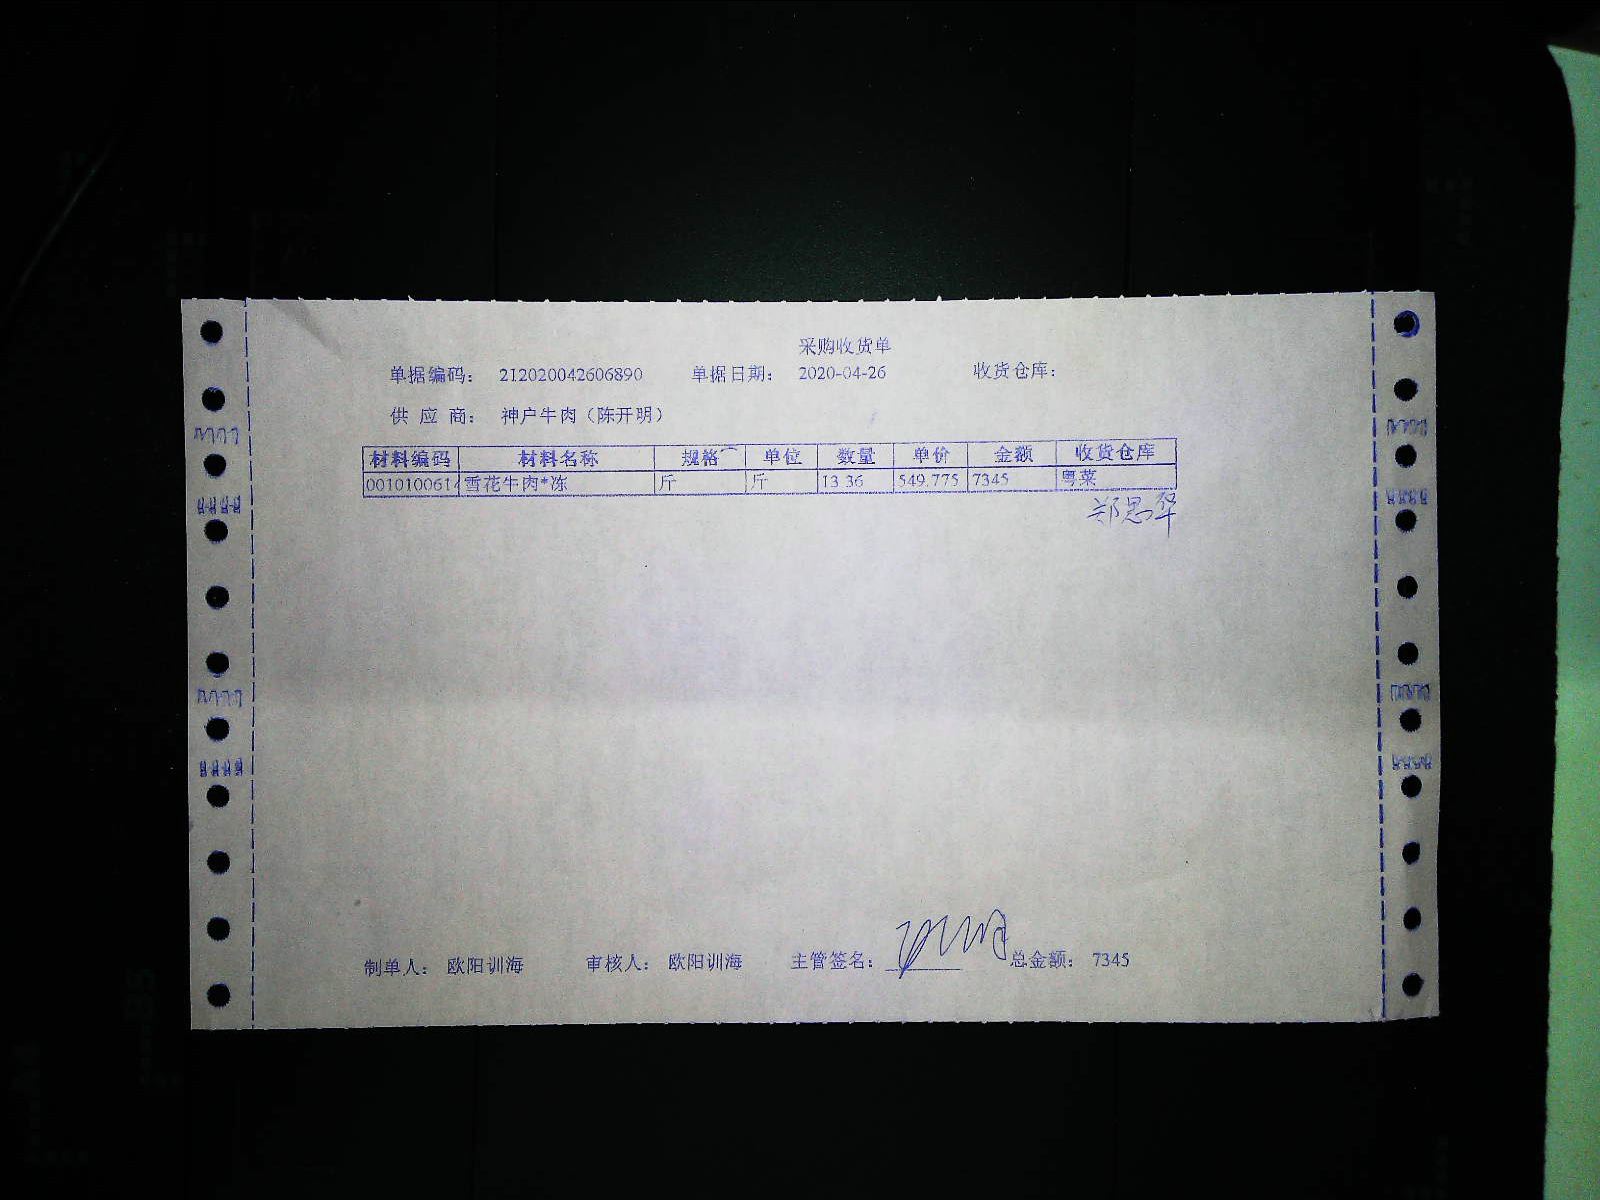 采购收货单
单据编码： 212020042606890 单据日期： 2020-04-26 收货仓库：
供 应 商： 神户牛肉（陈开明）
材料编码 材料名称 规格 单位 数量 单价 金额 收货仓库
0010100614 雪花牛肉*冻 斤 斤 13.36 549.775 7345 粤菜
郑思华
制单人： 欧阳训海 审核人： 欧阳训海 主管签名： 总金额： 7345